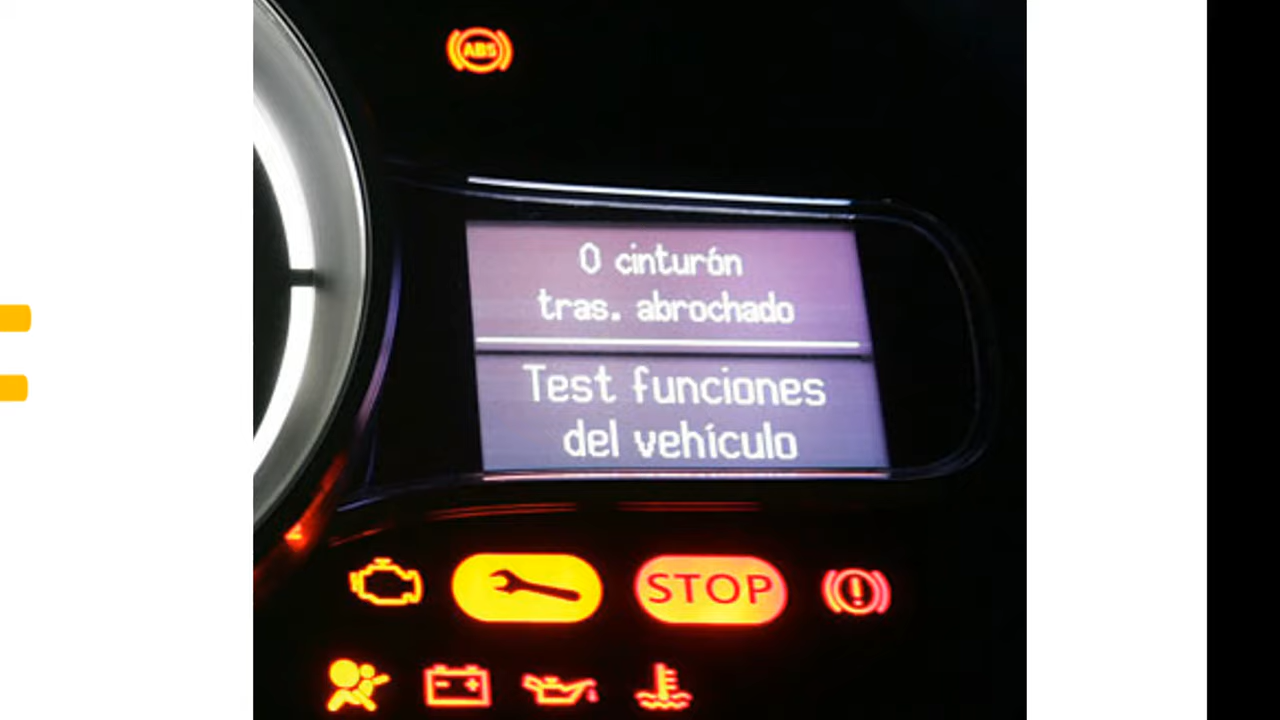 ABS
0 cinturón
tras. abrochado
Test funciones
del vehículo
STOP